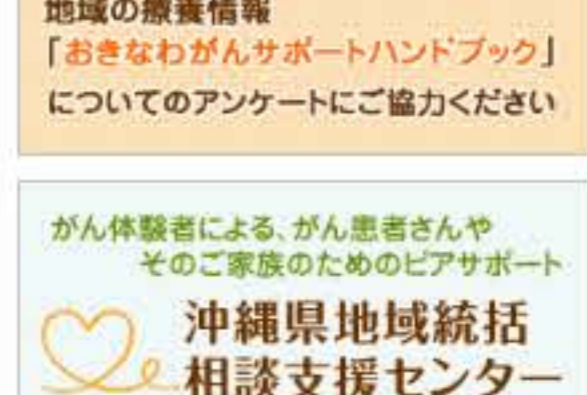 地域の療養情報
「おきなわがんサポートハンドブック」
についてのアンケートにご協力ください
がん体験者による、がん患者さんや
そのご家族のためのピアサポート
沖縄県地域統括
相談支援センター